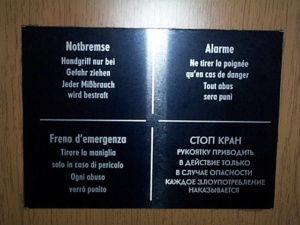 Notbremse
Handgriff nur bei
Gefahr ziehen
Jeder Mißbrauch
wird bestraft
Alarme
Ne tirer la poignée
qu'en cas de danger
Tout abus
sera puni
Freno d'emergenza
Tirare la maniglia
solo in caso di pericolo
Ogni abuso
verrà punito
СТОП КРАН
РУКОЯТКУ ПРИВОДИТЬ
В ДЕЙСТВИЕ ТОЛЬКО
В СЛУЧАЕ ОПАСНОСТИ
КАЖДОЕ ЗЛОУПОТРЕБЛЕНИЕ
НАКАЗЫВАЕТСЯ